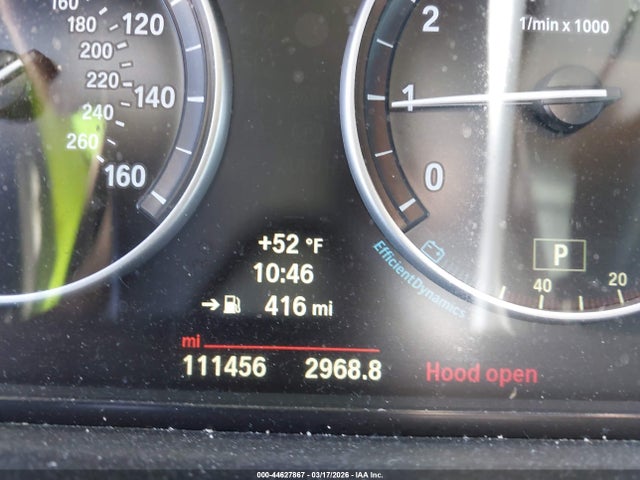 160
180
200
220
240
260
120
140
160
2
1
0
1/min x 1000
P
40
20
EfficientDynamics
+52 °F
10:46
416 mi
mi
111456 2968.8
Hood open
000-44627867 - 03/17/2026 - IAA Inc.